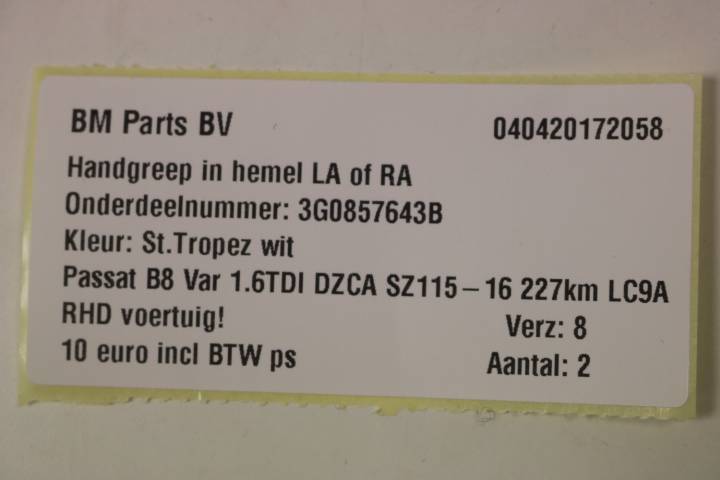 BM Parts BV 040420172058
Handgreep in hemel LA of RA
Onderdeelnummer: 3G0857643B
Kleur: St.Tropez wit
Passat B8 Var 1.6TDI DZCA SZ115-16 227km LC9A
RHD voertuig! Verz: 8
10 euro incl BTW ps Aantal: 2